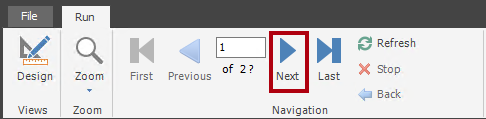 File Run
Design Zoom First Previous 1 of 2? Next Last Refresh
Stop
Back
Views Zoom Navigation